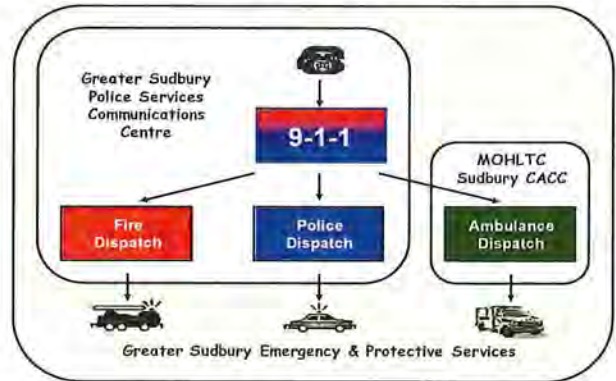 Greater Sudbury
Police Services
Communications
Centre
9-1-1
MOHLTC
Sudbury CACC
Fire
Dispatch
Police
Dispatch
Ambulance
Dispatch
Greater Sudbury Emergency & Protective Services